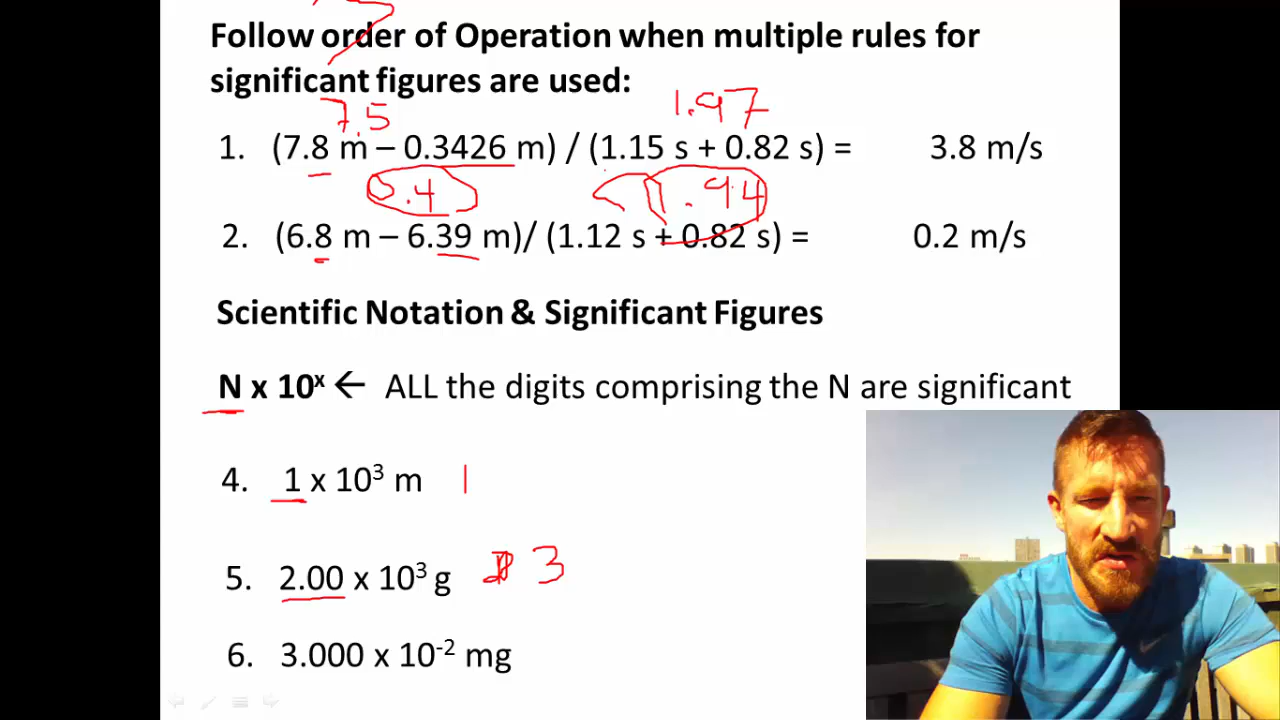 Follow order of Operation when multiple rules for
significant figures are used:
7.5 1.97
1. (7.8 m – 0.3426 m) / (1.15 s + 0.82 s) = 3.8 m/s
0.4 1.94
2. (6.8 m – 6.39 m)/ (1.12 s + 0.82 s) = 0.2 m/s
Scientific Notation & Significant Figures
N x 10ˣ ← ALL the digits comprising the N are significant
4. 1 x 10³ m 1
5. 2.00 x 10³ g 3
6. 3.000 x 10⁻² mg